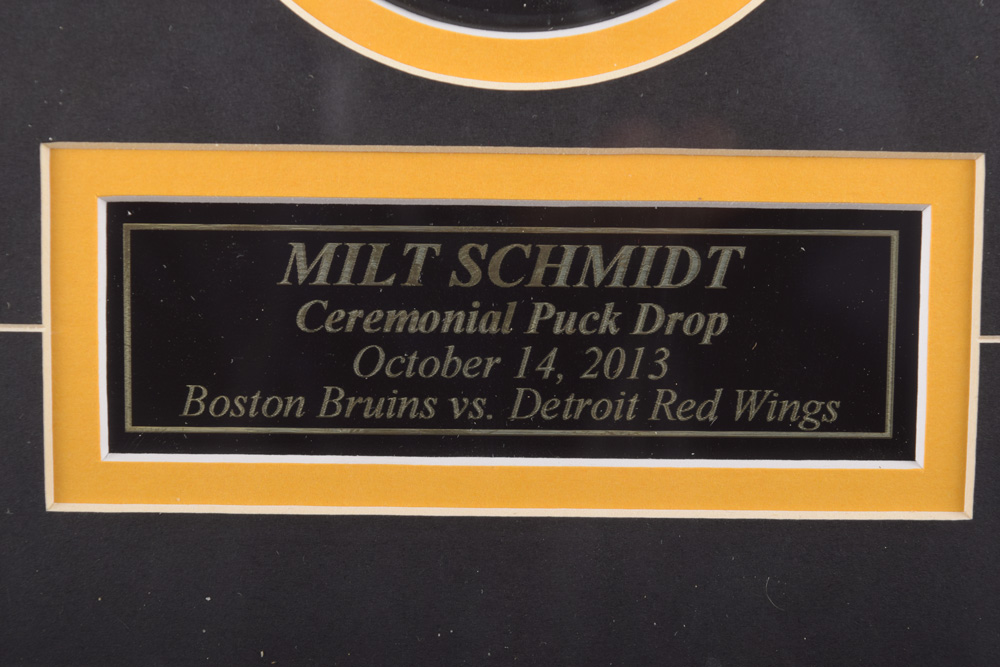 MILT SCHMIDT
Ceremonial Puck Drop
October 14, 2013
Boston Bruins vs. Detroit Red Wings